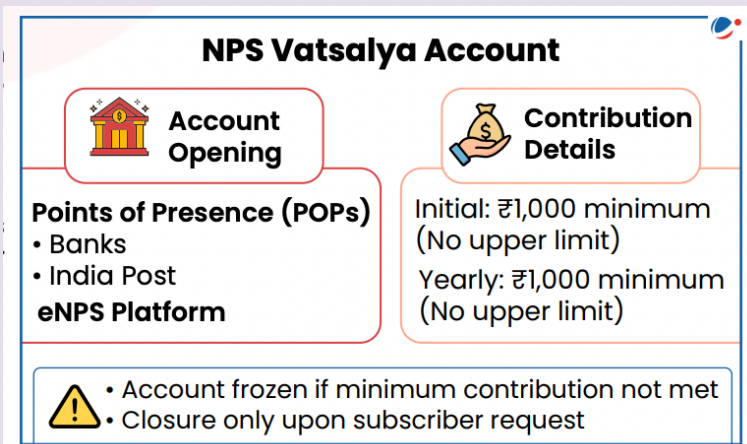 NPS Vatsalya Account
Account
Opening
Points of Presence (POPs)
• Banks
• India Post
eNPS Platform
Contribution
Details
Initial: ₹1,000 minimum
(No upper limit)
Yearly: ₹1,000 minimum
(No upper limit)
• Account frozen if minimum contribution not met
• Closure only upon subscriber request